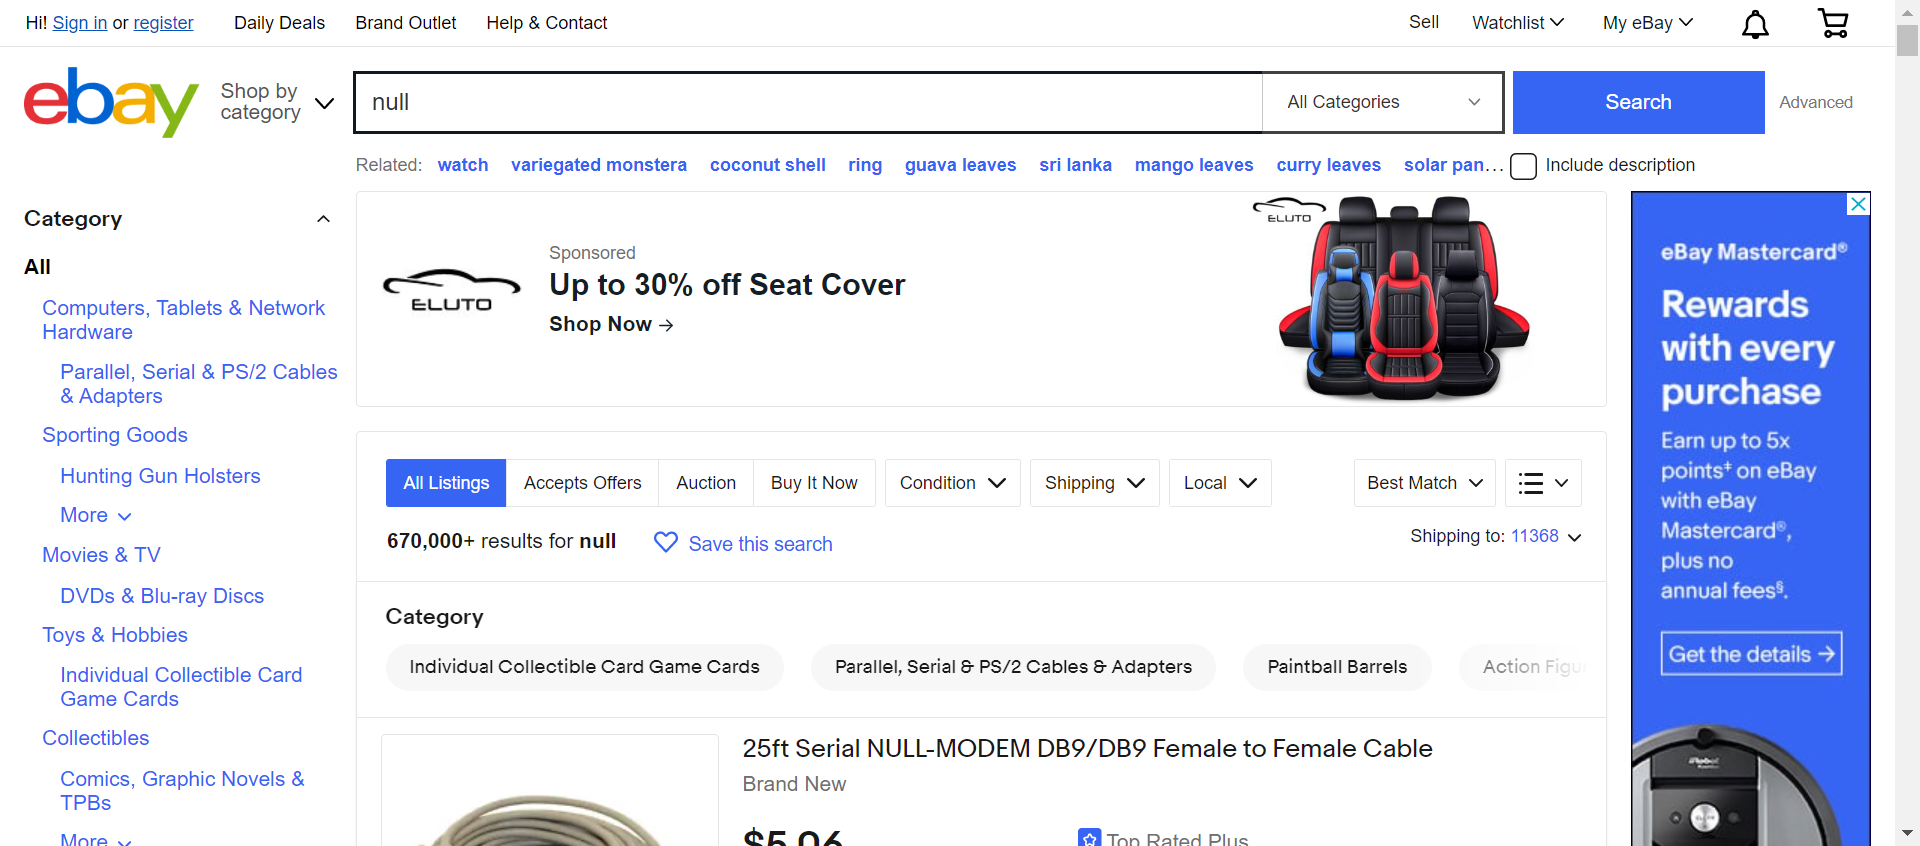 Hi! Sign in or register
Daily Deals
Brand Outlet
Help & Contact
Sell
Watchlist
My eBay
ebay
Shop by
category
null
All Categories
Search
Advanced
Related: watch variegated monstera coconut shell ring guava leaves sri lanka mango leaves curry leaves solar pan...
Include description
Category
All
Computers, Tablets & Network
Hardware
Parallel, Serial & PS/2 Cables
& Adapters
Sporting Goods
Hunting Gun Holsters
More
Movies & TV
DVDs & Blu-ray Discs
Toys & Hobbies
Individual Collectible Card
Game Cards
Collectibles
Comics, Graphic Novels &
TPBs
More
ELUTO
Sponsored
Up to 30% off Seat Cover
Shop Now →
ELUTO
All Listings
Accepts Offers
Auction
Buy It Now
Condition
Shipping
Local
Best Match
670,000+ results for null
Save this search
Shipping to: 11368
Category
Individual Collectible Card Game Cards
Parallel, Serial & PS/2 Cables & Adapters
Paintball Barrels
Action Figu
25ft Serial NULL-MODEM DB9/DB9 Female to Female Cable
Brand New
$5.06
Top Rated Plus
eBay Mastercard®
Rewards
with every
purchase
Earn up to 5x
points‡ on eBay
with eBay
Mastercard®,
plus no
annual fees§.
Get the details →
iRobot